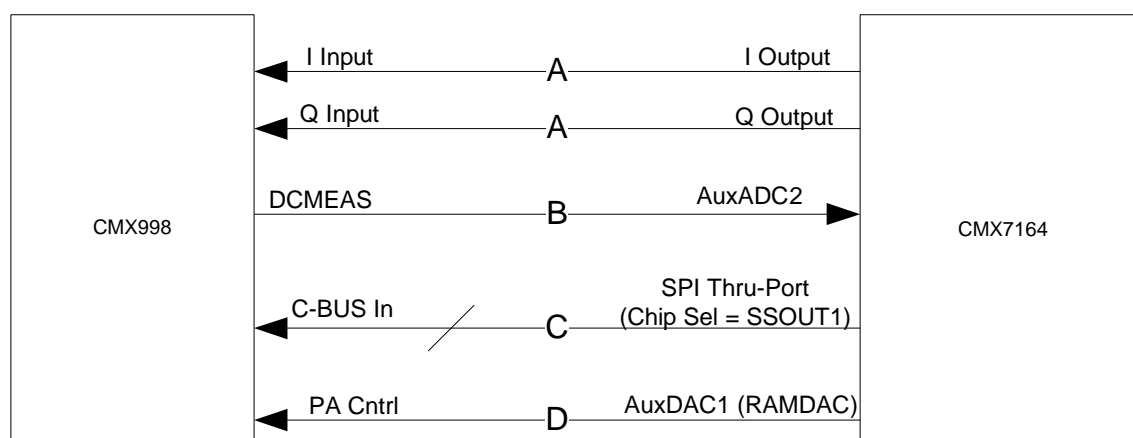 I Input
A
I Output
Q Input
A
Q Output
DCMEAS
B
AuxADC2
CMX998
CMX7164
SPI Thru-Port
C-BUS In
C
(Chip Sel = SSOUT1)
PA Cntrl
D
AuxDAC1 (RAMDAC)